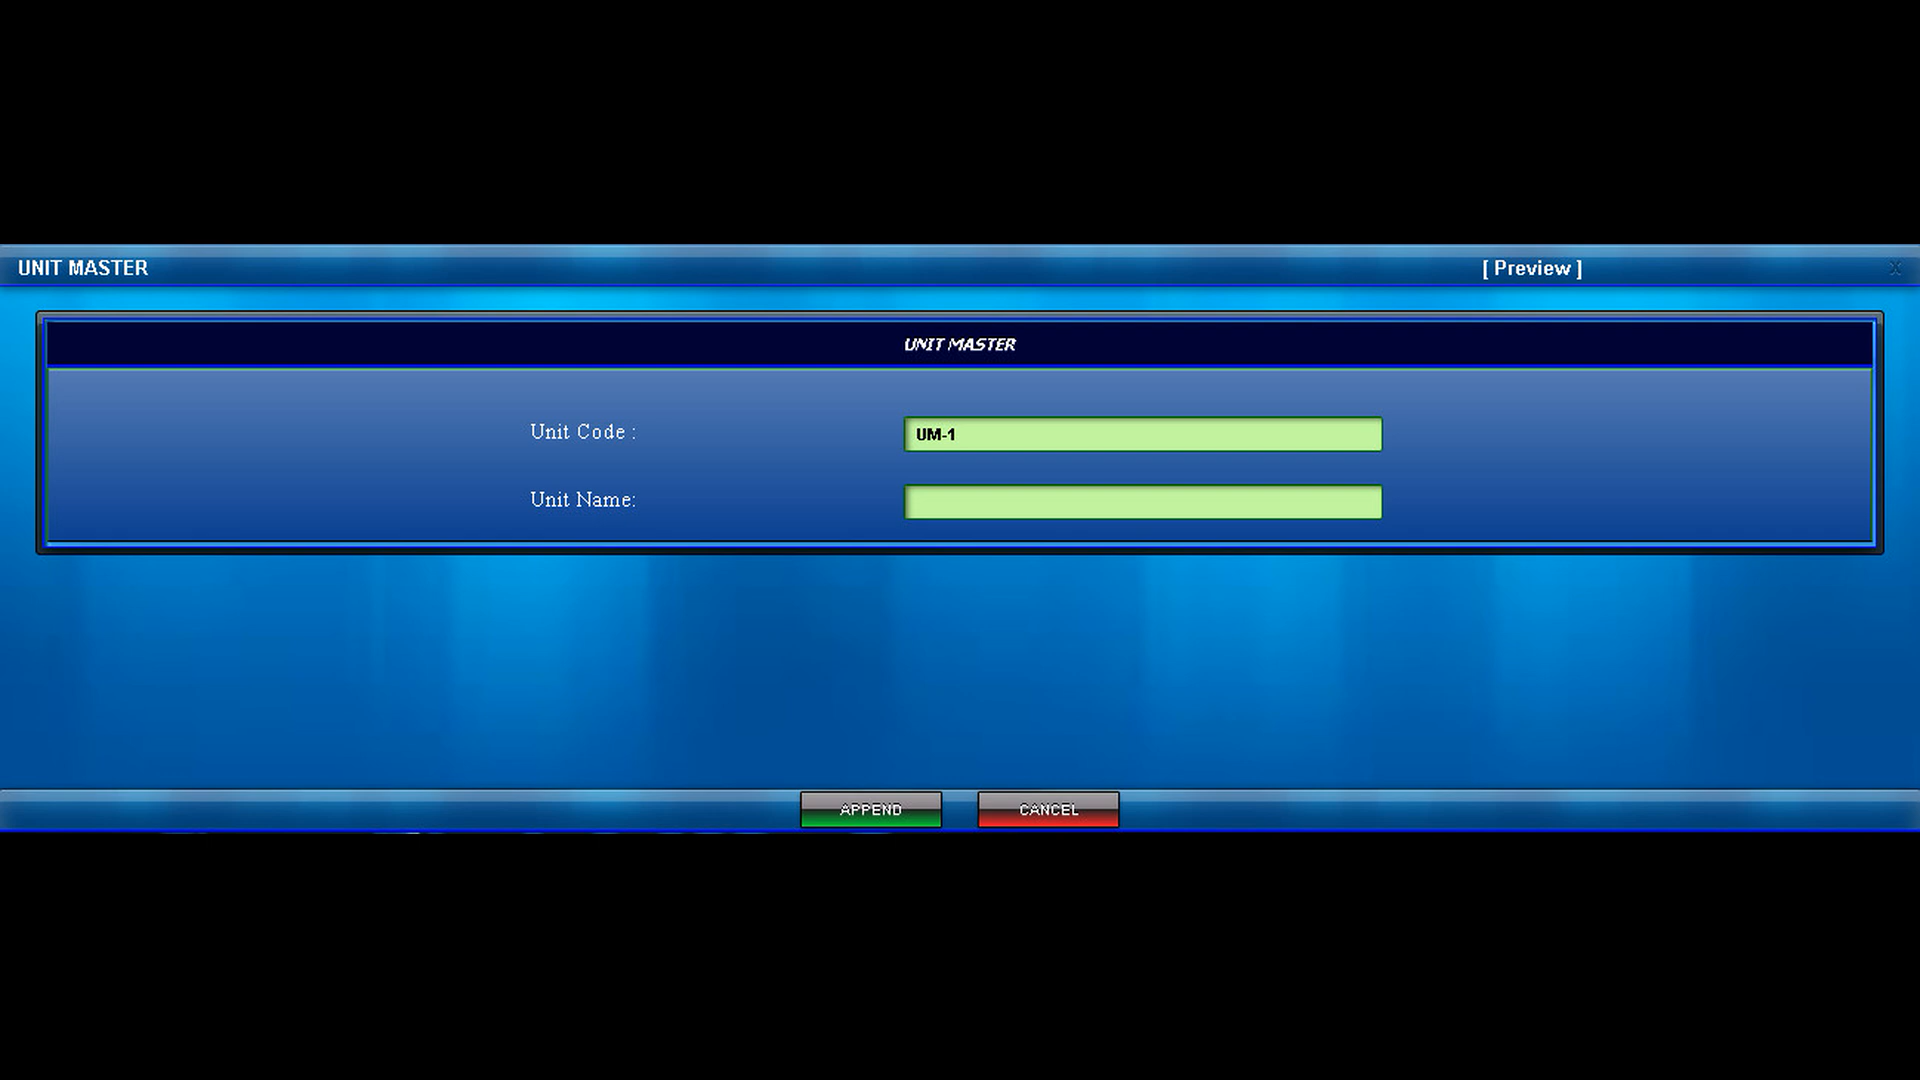 UNIT MASTER
[ Preview ]
X
UNIT MASTER
Unit Code :
UM-1
Unit Name:
APPEND
CANCEL